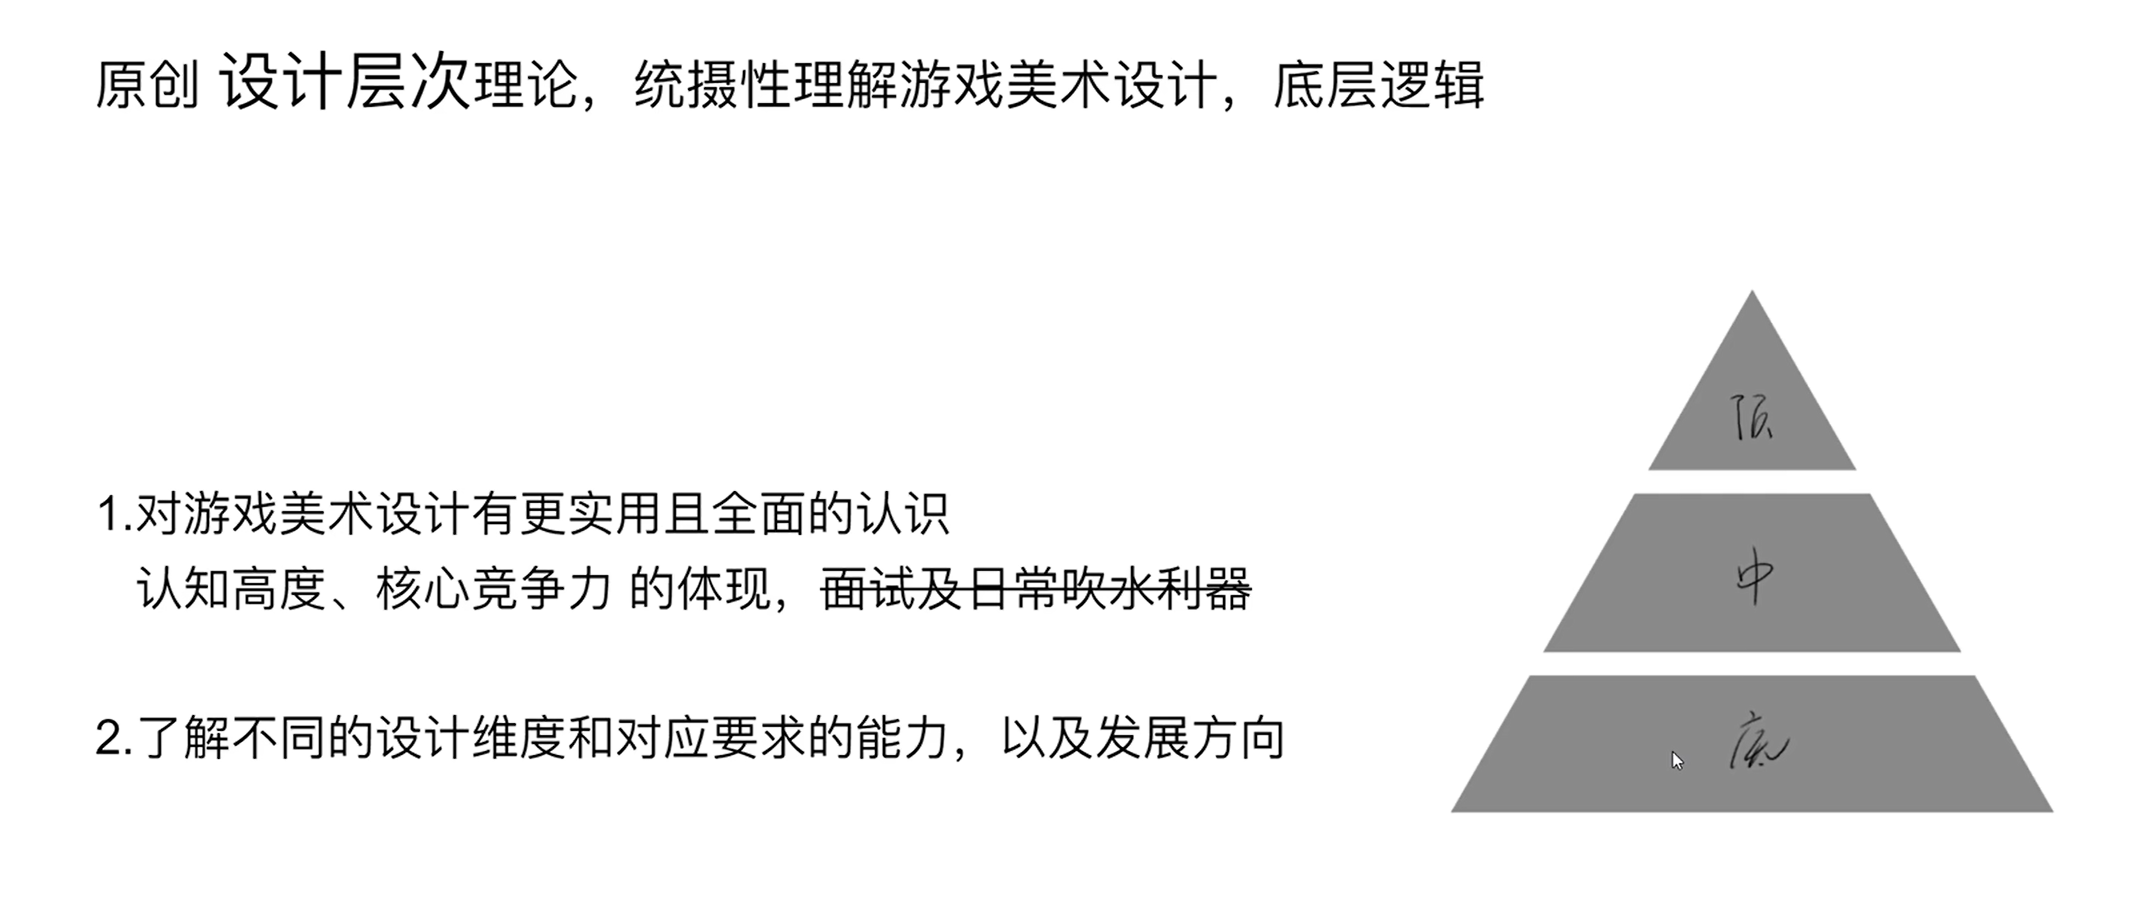 原创 设计层次理论，统摄性理解游戏美术设计，底层逻辑
1.对游戏美术设计有更实用且全面的认识
认知高度、核心竞争力 的体现，面试及日常吹水利器
2.了解不同的设计维度和对应要求的能力，以及发展方向
顶
中
底